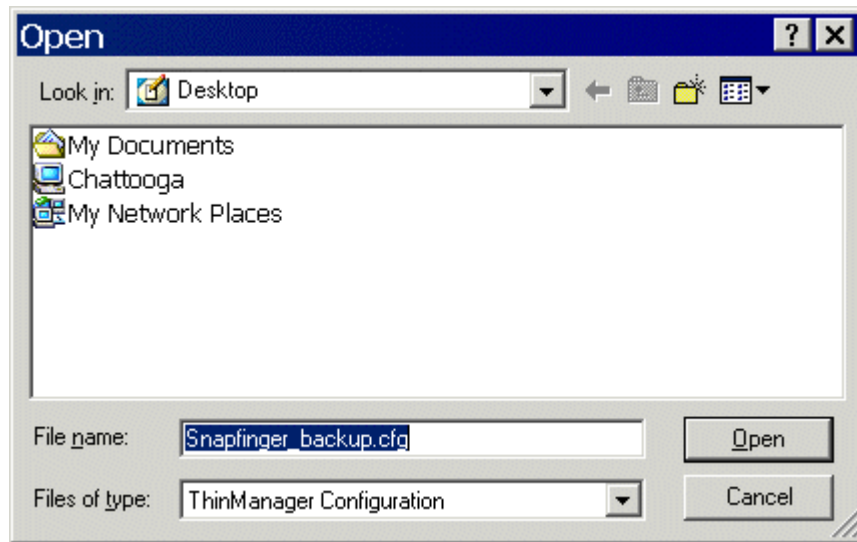 Open
Look in: Desktop
My Documents
Chattooga
My Network Places
File name: Snapfinger_backup.cfg Open
Files of type: ThinManager Configuration Cancel